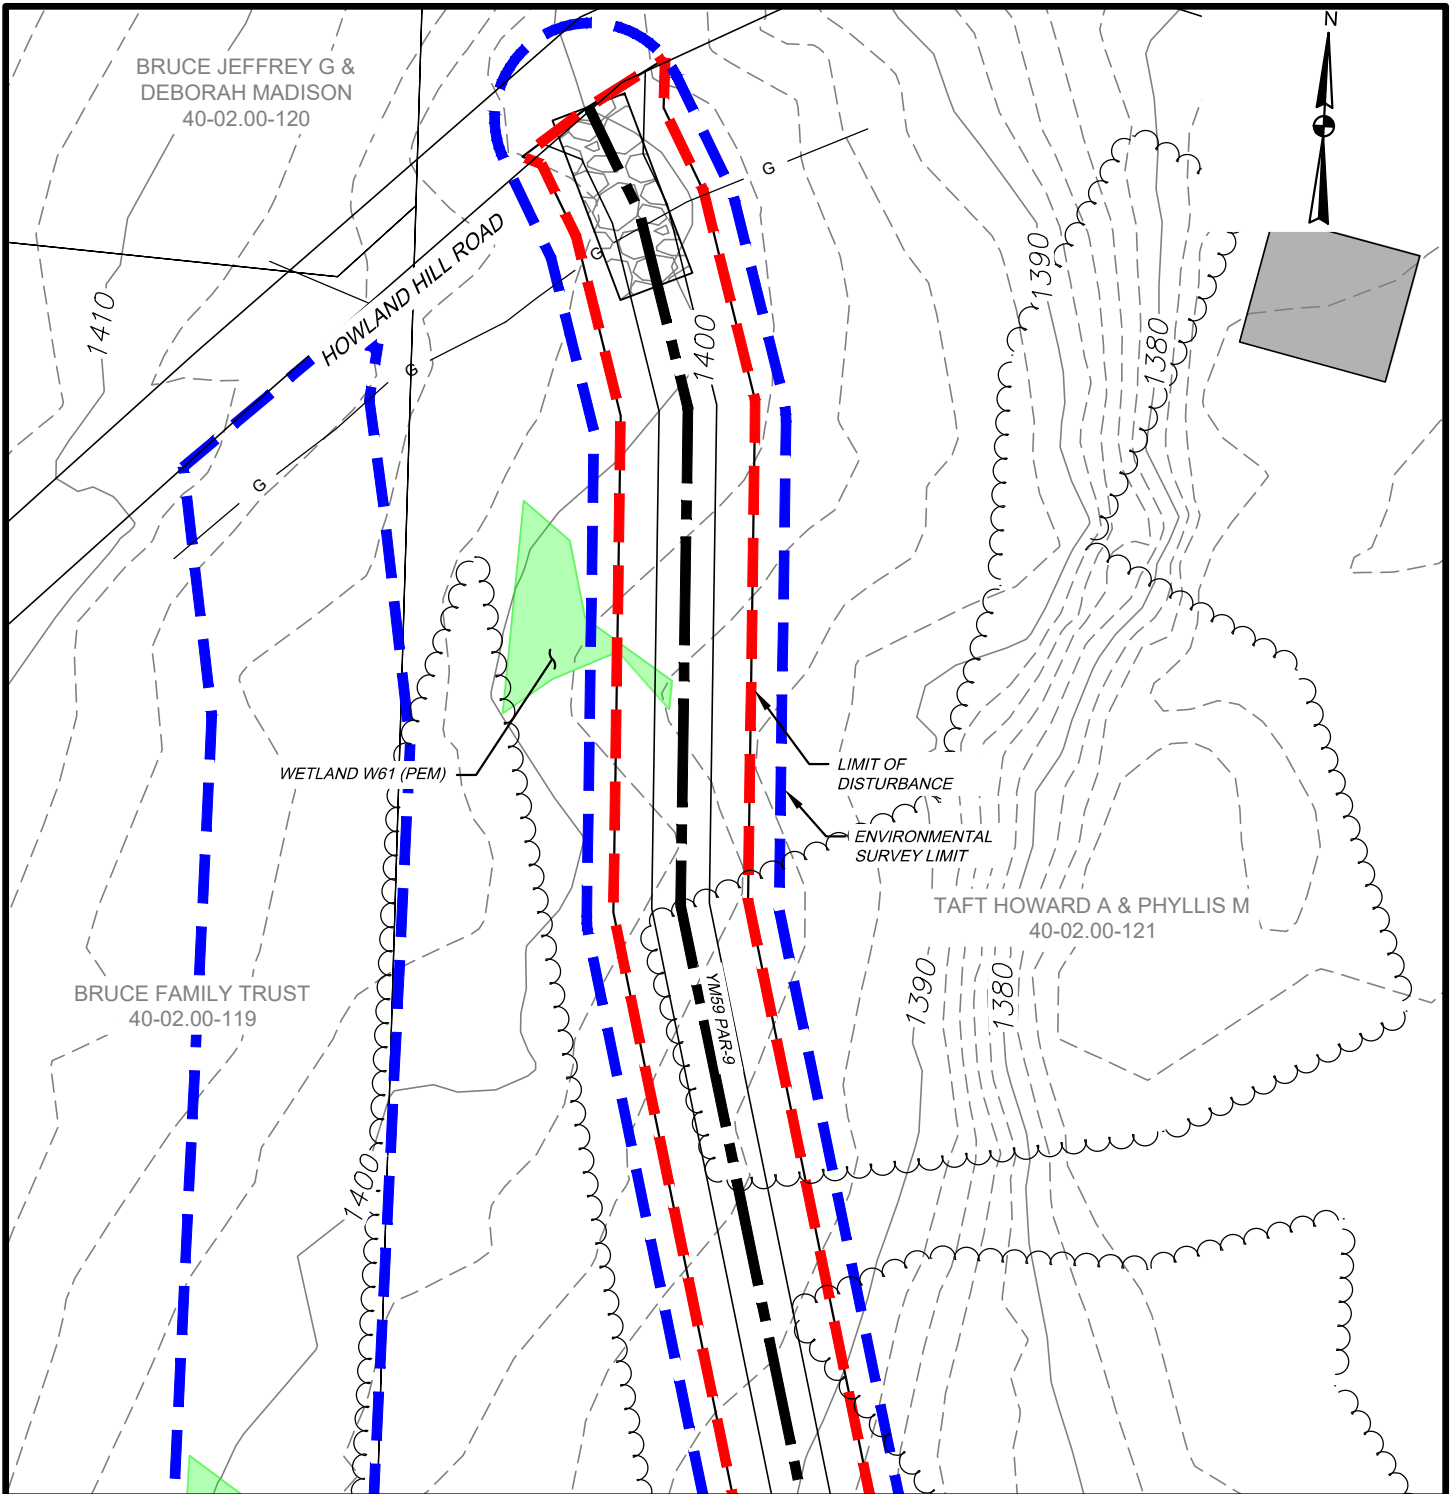 N
BRUCE JEFFREY G &
DEBORAH MADISON
40-02.00-120
G
G
1390
HOWLAND HILL ROAD
1410
1400
1380
G
G
WETLAND W61 (PEM)
LIMIT OF
DISTURBANCE
ENVIRONMENTAL
SURVEY LIMIT
TAFT HOWARD A & PHYLLIS M
40-02.00-121
BRUCE FAMILY TRUST
40-02.00-119
YM59 PAR-9
1390
1380
1400